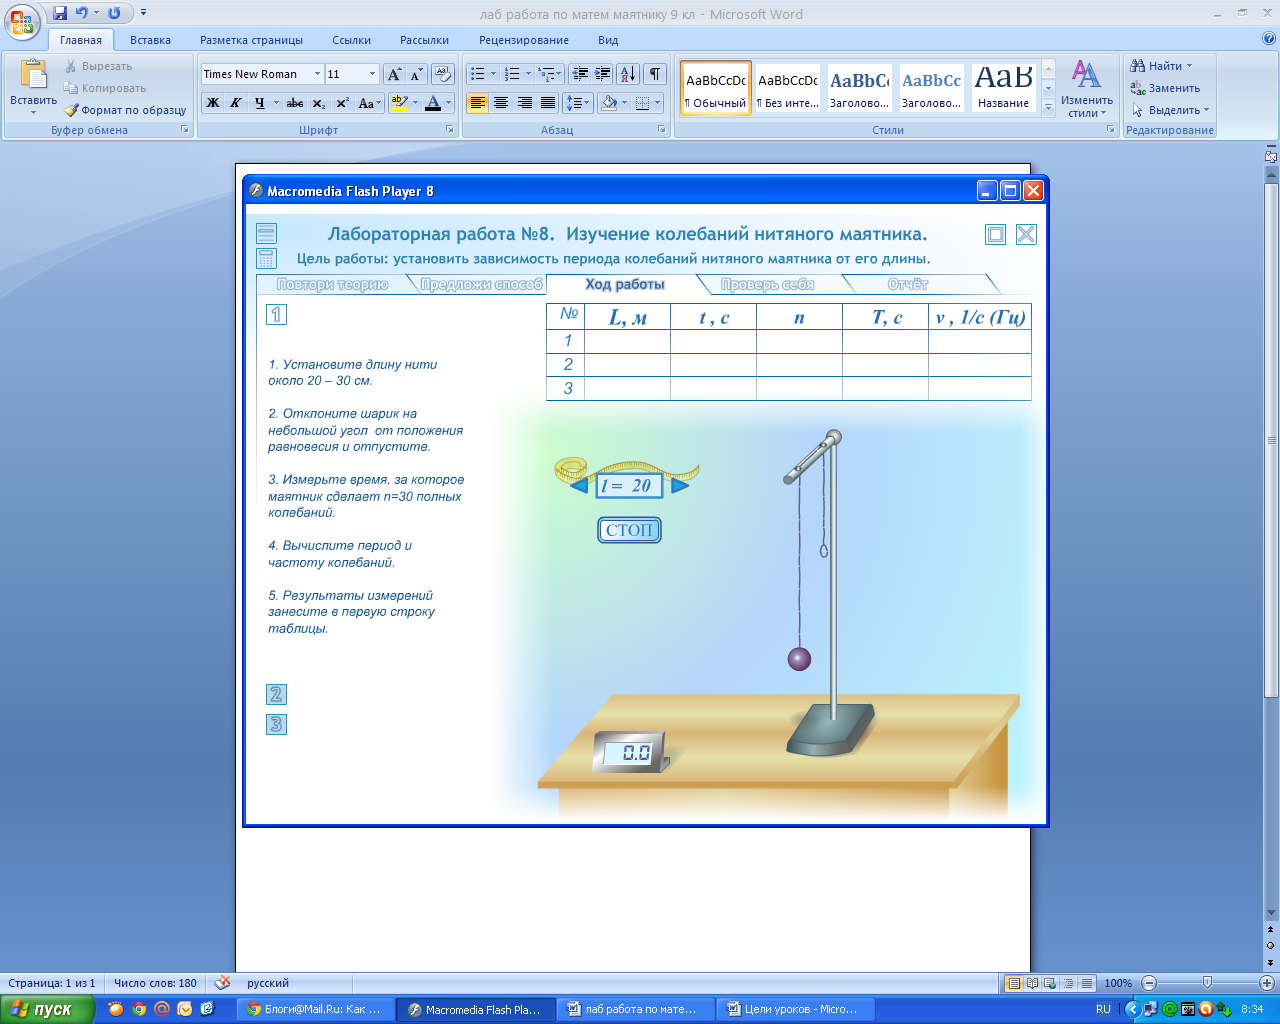 лаб работа по матем маятнику 9 кл - Microsoft Word
Главная Вставка Разметка страницы Ссылки Рассылки Рецензирование Вид
Вставить
Вырезать
Копировать
Формат по образцу
Буфер обмена
Times New Roman 11
Ж К Ч abc x₂ x² Aa
Шрифт
Абзац
AaBbCcDc AaBbCcDc AaBbCc AaBbCc AaB
¶ Обычный ¶ Без инте... Заголово... Заголово... Название
Изменить стили
Стили
Найти
Заменить
Выделить
Редактирование
Macromedia Flash Player 8
Лабораторная работа №8. Изучение колебаний нитяного маятника.
Цель работы: установить зависимость периода колебаний нитяного маятника от его длины.
Повтори теорию Предложи способ Ход работы Проверь себя Отчёт
1
1. Установите длину нити
около 20 – 30 см.
2. Отклоните шарик на
небольшой угол от положения
равновесия и отпустите.
3. Измерьте время, за которое
маятник сделает n=30 полных
колебаний.
4. Вычислите период и
частоту колебаний.
5. Результаты измерений
занесите в первую строку
таблицы.
2
3
№ L, м t , c n T, c ν , 1/с (Гц)
1
2
3
l = 20
СТОП
0.0
Страница: 1 из 1 Число слов: 180 русский 100%
пуск Блоги@Mail.Ru: Как ... Macromedia Flash Pla... лаб работа по мате... Цели уроков - Micro... RU 8:34